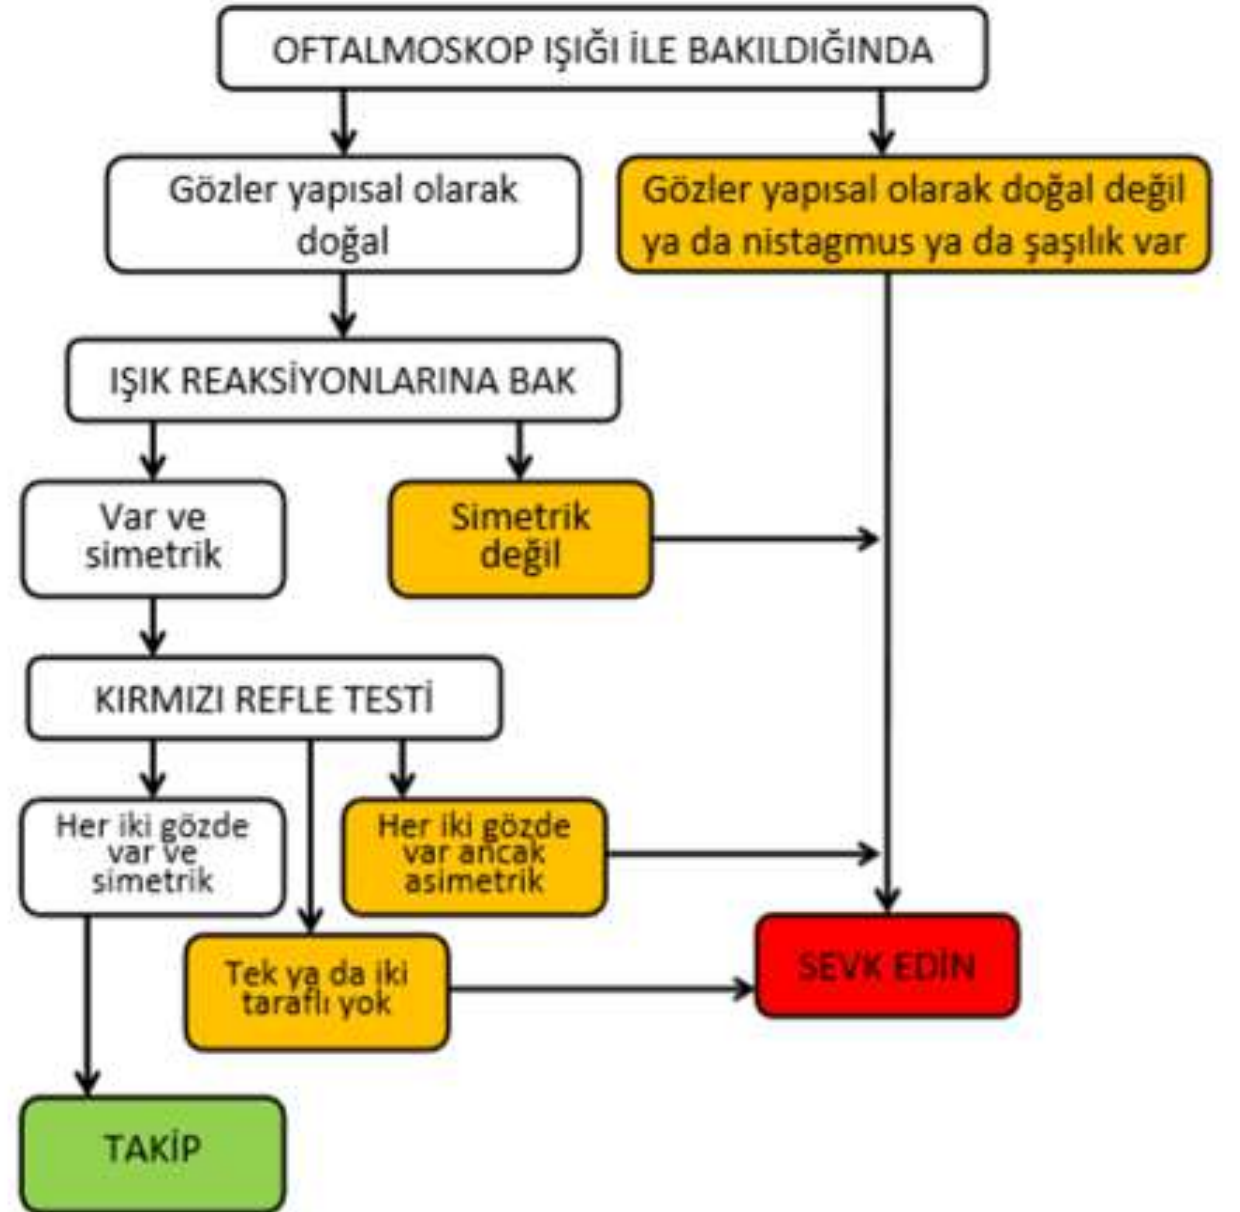 OFTALMOSKOP IŞIĞI İLE BAKILDIĞINDA
Gözler yapısal olarak
doğal
Gözler yapısal olarak doğal değil
ya da nistagmus ya da şaşılık var
IŞIK REAKSİYONLARINA BAK
Var ve
simetrik
Simetrik
değil
KIRMIZI REFLE TESTİ
Her iki gözde
var ve
simetrik
Her iki gözde
var ancak
asimetrik
Tek ya da iki
taraflı yok
SEVK EDİN
TAKİP